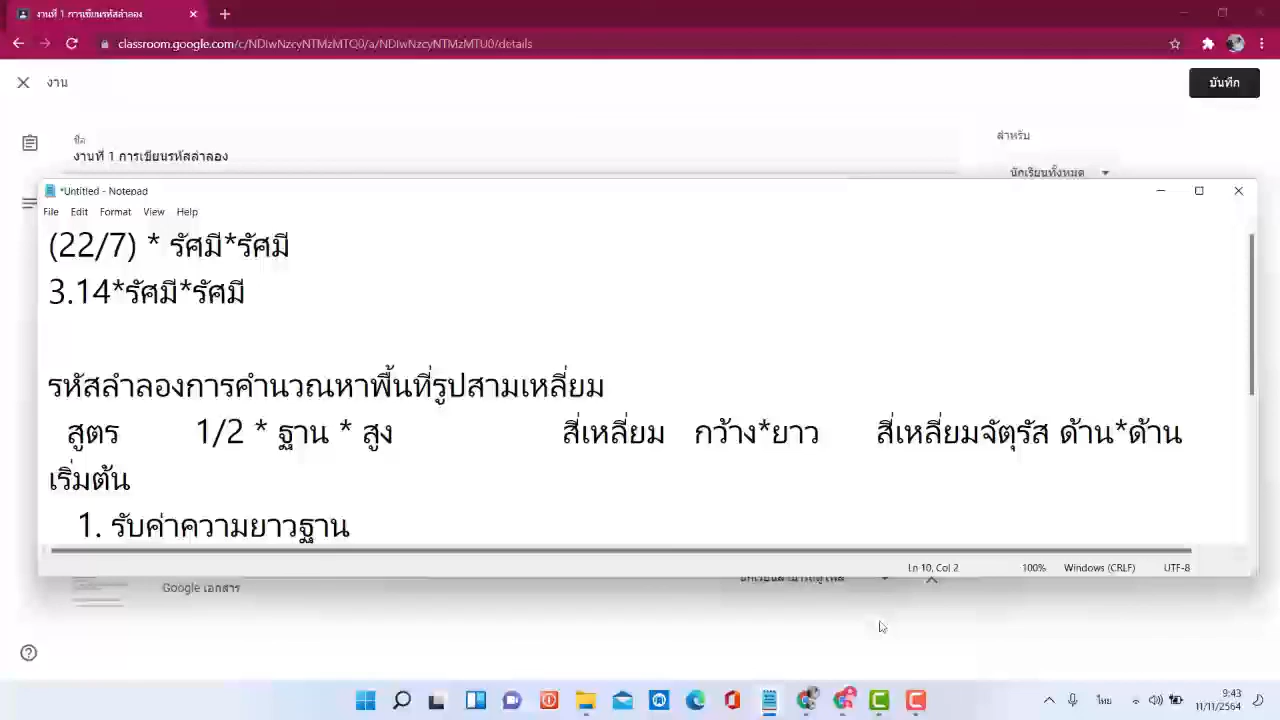 งานที่ 1 การเขียนรหัสลำลอง
classroom.google.com/c/NDIwNzcyNTMzMTQ0/a/NDIwNzcyNTMzMTU0/details
งาน
บันทึก
ชื่อ
งานที่ 1 การเขียนรหัสลำลอง
สำหรับ
นักเรียนทั้งหมด
*Untitled - Notepad
File Edit Format View Help
(22/7) * รัศมี*รัศมี
3.14*รัศมี*รัศมี
รหัสลำลองการคำนวณหาพื้นที่รูปสามเหลี่ยม
สูตร 1/2 * ฐาน * สูง สี่เหลี่ยม กว้าง*ยาว สี่เหลี่ยมจัตุรัส ด้าน*ด้าน
เริ่มต้น
1. รับค่าความยาวฐาน
Ln 10, Col 2 100% Windows (CRLF) UTF-8
Google เอกสาร
ไทย
9:43
11/11/2564